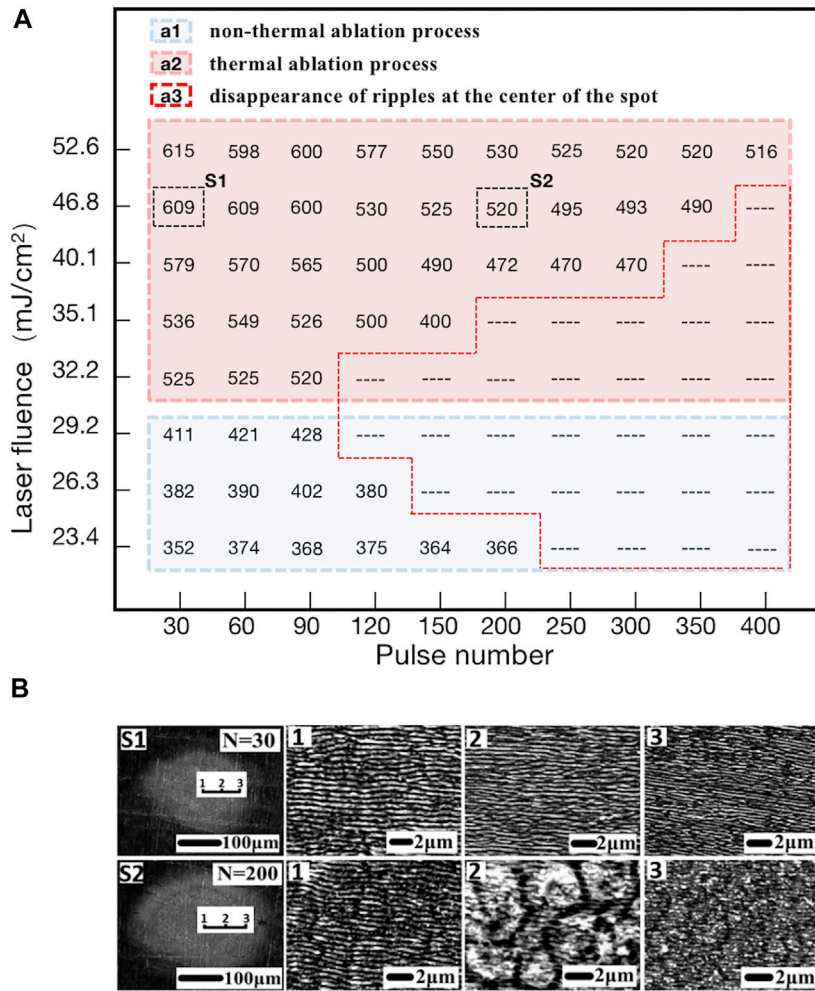 A
a1 non-thermal ablation process
a2 thermal ablation process
a3 disappearance of ripples at the center of the spot
52.6 615 598 600 577 550 530 525 520 520 516
S1 S2
46.8 609 609 600 530 525 520 495 493 490 ----
40.1 579 570 565 500 490 472 470 470 ---- ----
35.1 536 549 526 500 400 ---- ---- ---- ---- ----
32.2 525 525 520 ---- ---- ---- ---- ---- ---- ----
29.2 411 421 428 ---- ---- ---- ---- ---- ---- ----
26.3 382 390 402 380 ---- ---- ---- ---- ---- ----
23.4 352 374 368 375 364 366 ---- ---- ---- ----
Laser fluence (mJ/cm²)
30 60 90 120 150 200 250 300 350 400
Pulse number
B
S1 N=30 1 2 3
1 2 3
100μm 2μm 2μm 2μm
S2 N=200 1 2 3
1 2 3
100μm 2μm 2μm 2μm